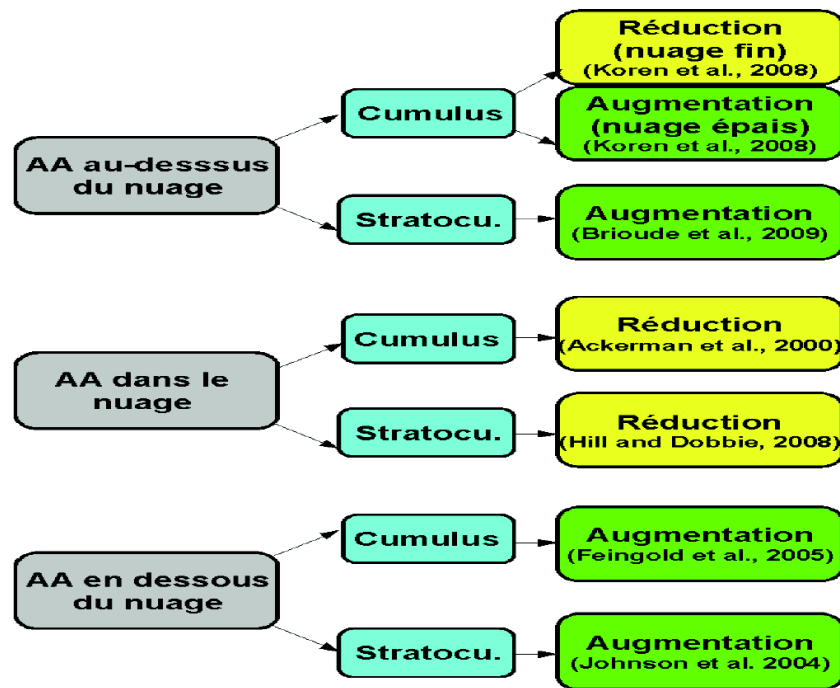 AA au-desssus
du nuage
Cumulus
Réduction
(nuage fin)
(Koren et al., 2008)
Augmentation
(nuage épais)
(Koren et al., 2008)
Stratocu.
Augmentation
(Brioude et al., 2009)
AA dans le
nuage
Cumulus
Réduction
(Ackerman et al., 2000)
Stratocu.
Réduction
(Hill and Dobbie, 2008)
AA en dessous
du nuage
Cumulus
Augmentation
(Feingold et al., 2005)
Stratocu.
Augmentation
(Johnson et al. 2004)